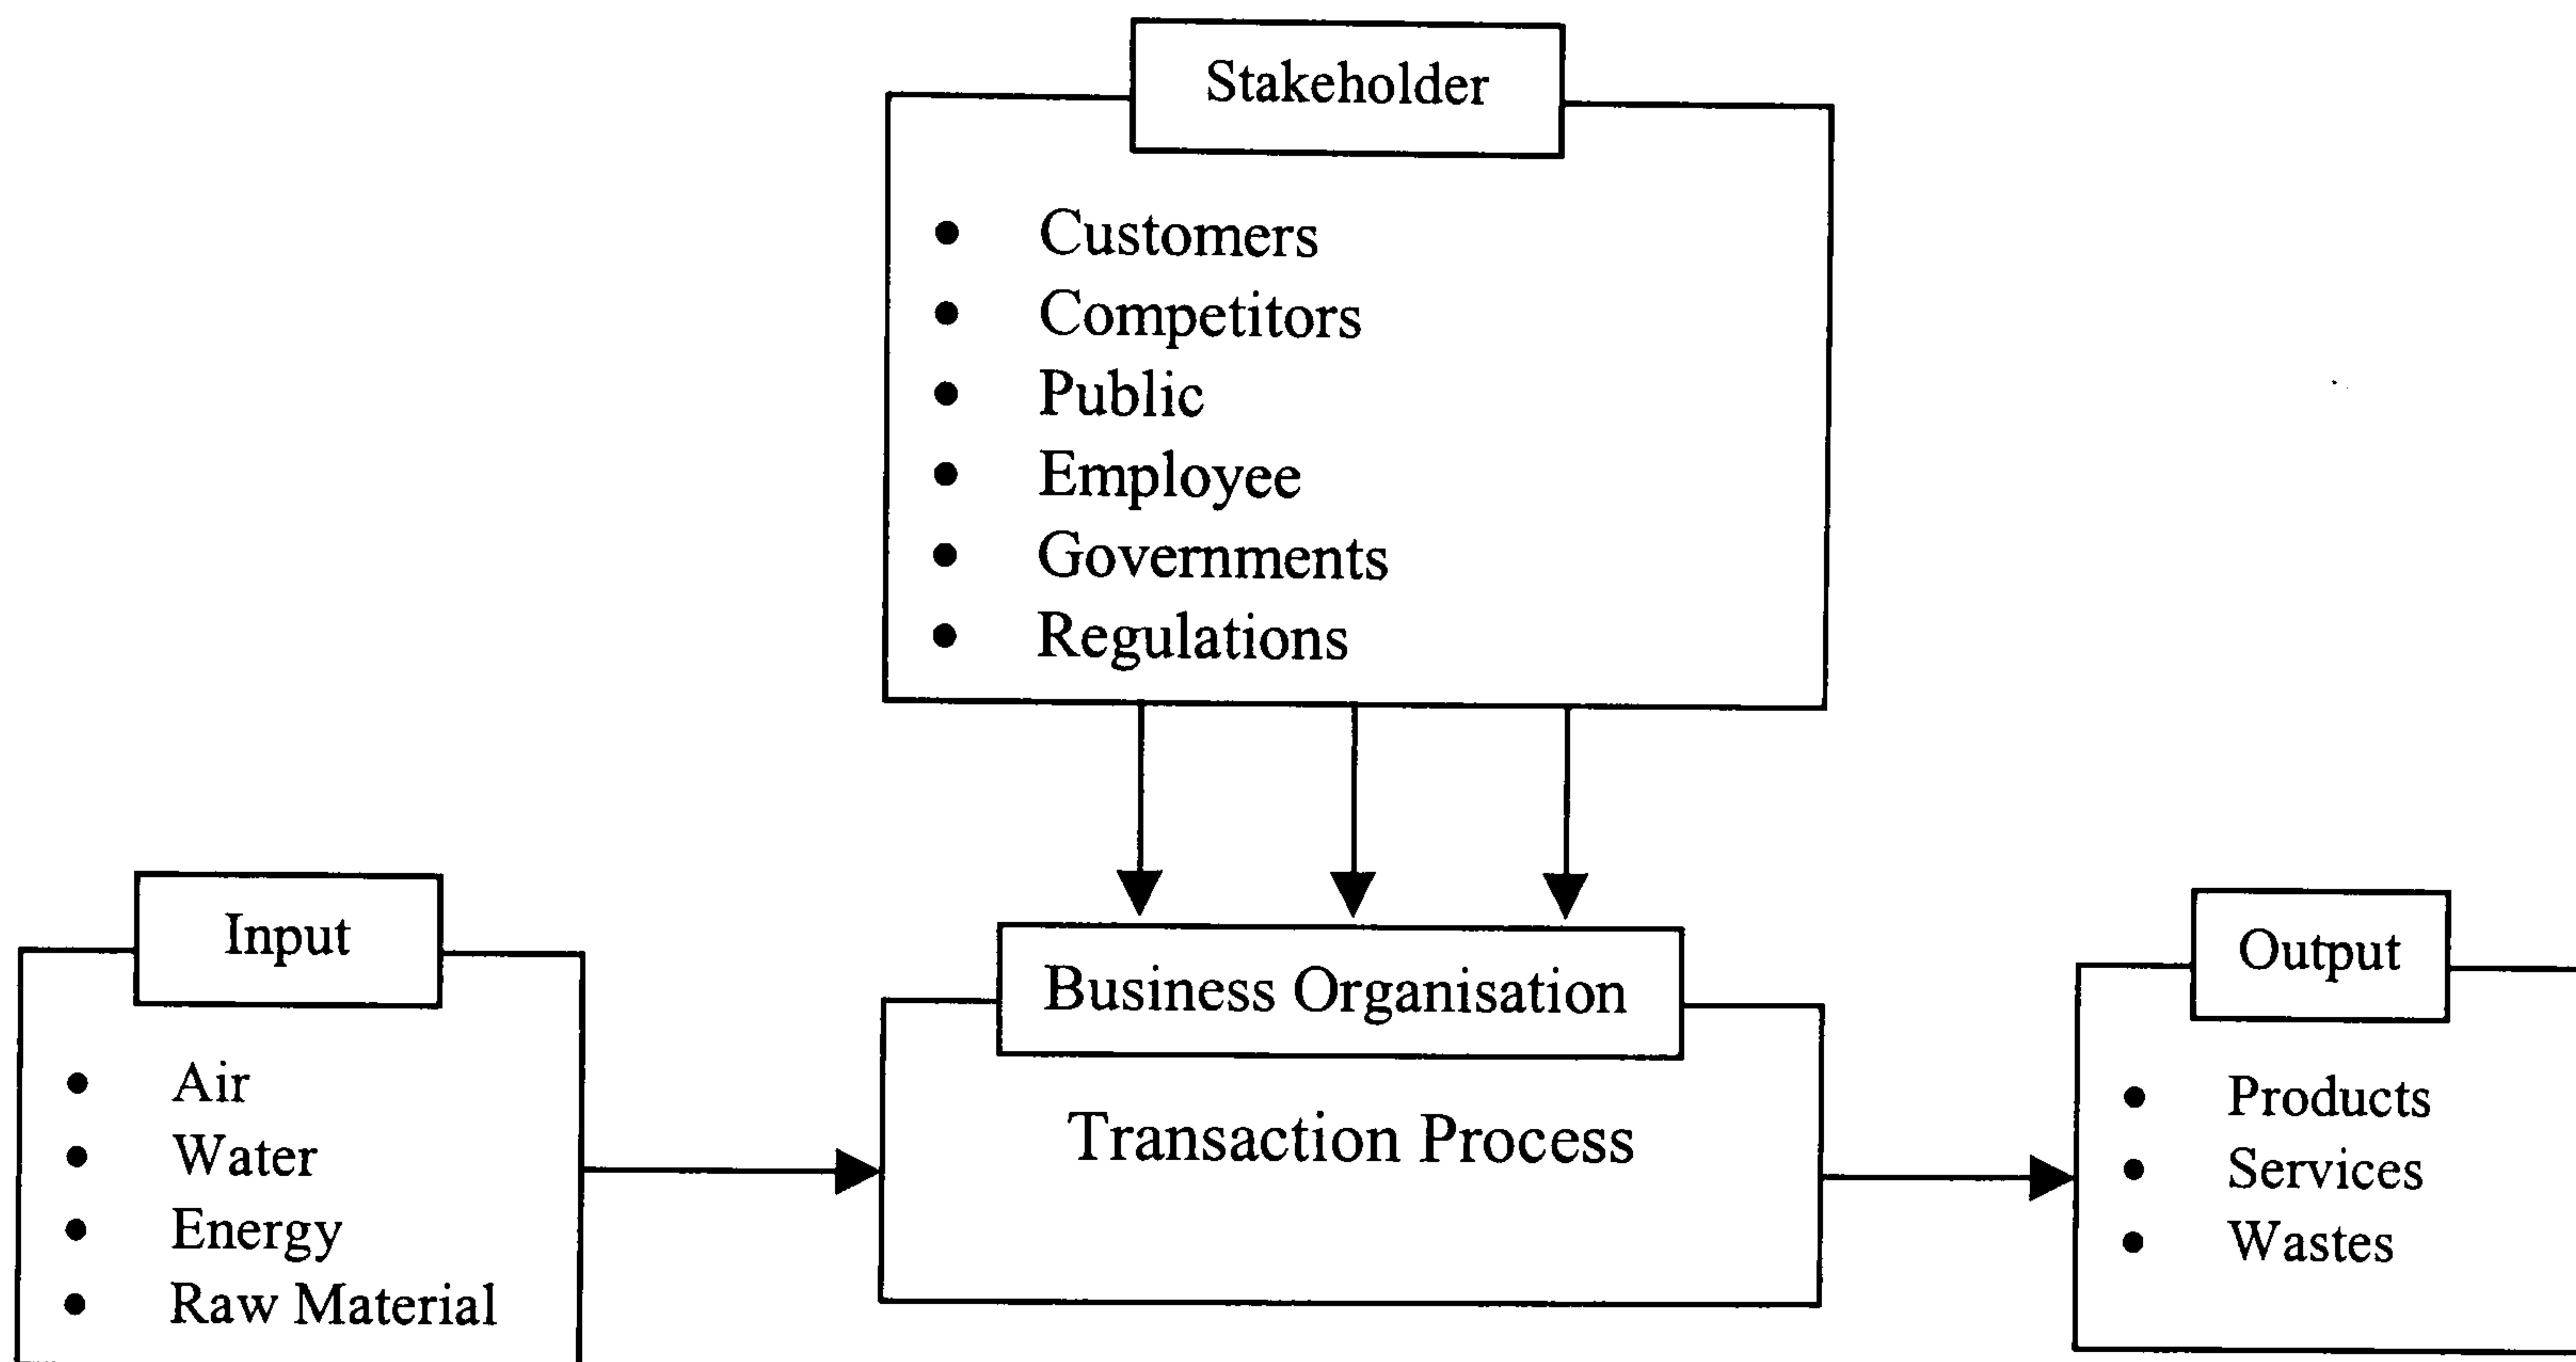 Stakeholder
• Customers
• Competitors
• Public
• Employee
• Governments
• Regulations
Input
• Air
• Water
• Energy
• Raw Material
Business Organisation
Transaction Process
Output
• Products
• Services
• Wastes